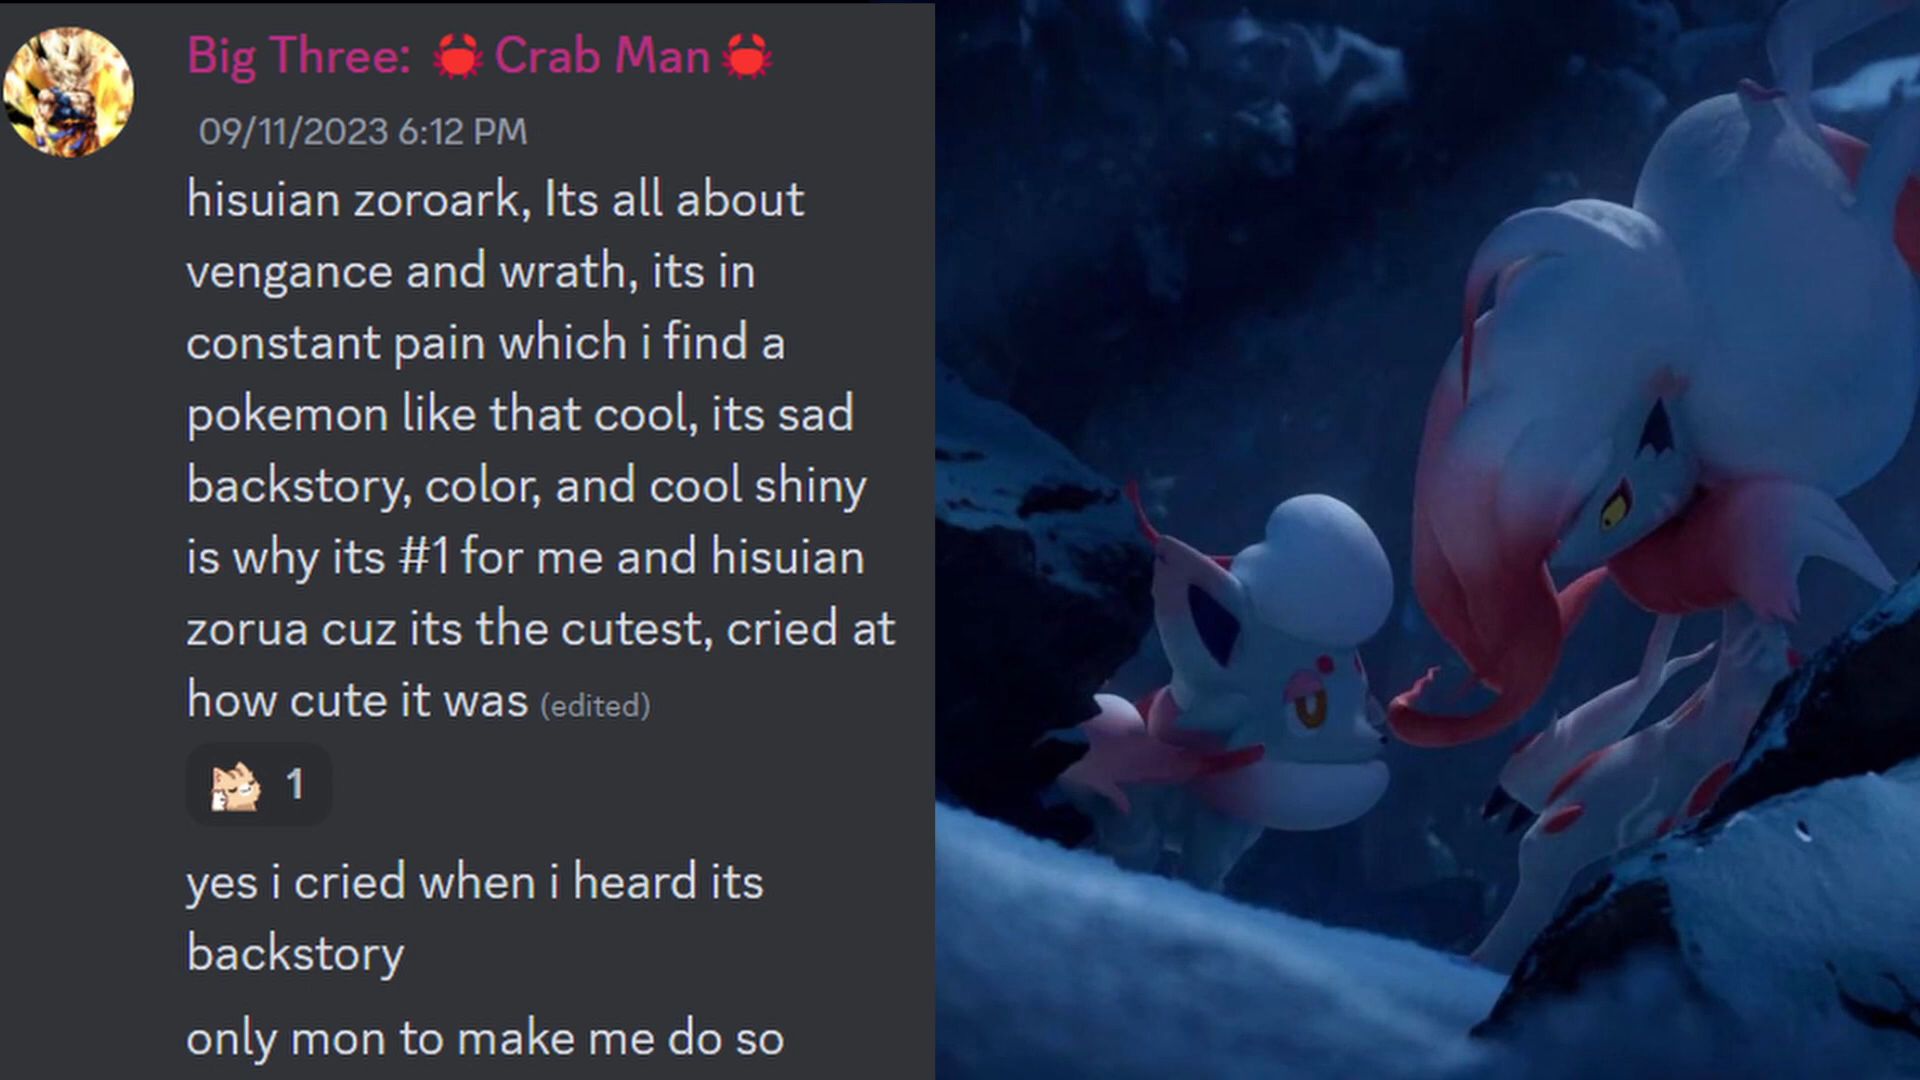 Big Three: 🦀 Crab Man 🦀
09/11/2023 6:12 PM
hisuian zoroark, Its all about
vengance and wrath, its in
constant pain which i find a
pokemon like that cool, its sad
backstory, color, and cool shiny
is why its #1 for me and hisuian
zorua cuz its the cutest, cried at
how cute it was (edited)
1
yes i cried when i heard its
backstory
only mon to make me do so